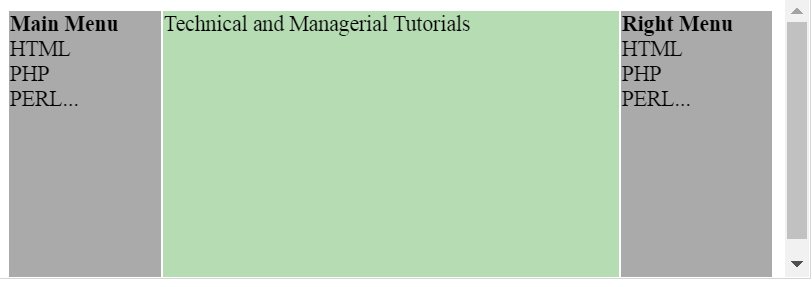 Main Menu
HTML
PHP
PERL...
Technical and Managerial Tutorials
Right Menu
HTML
PHP
PERL...